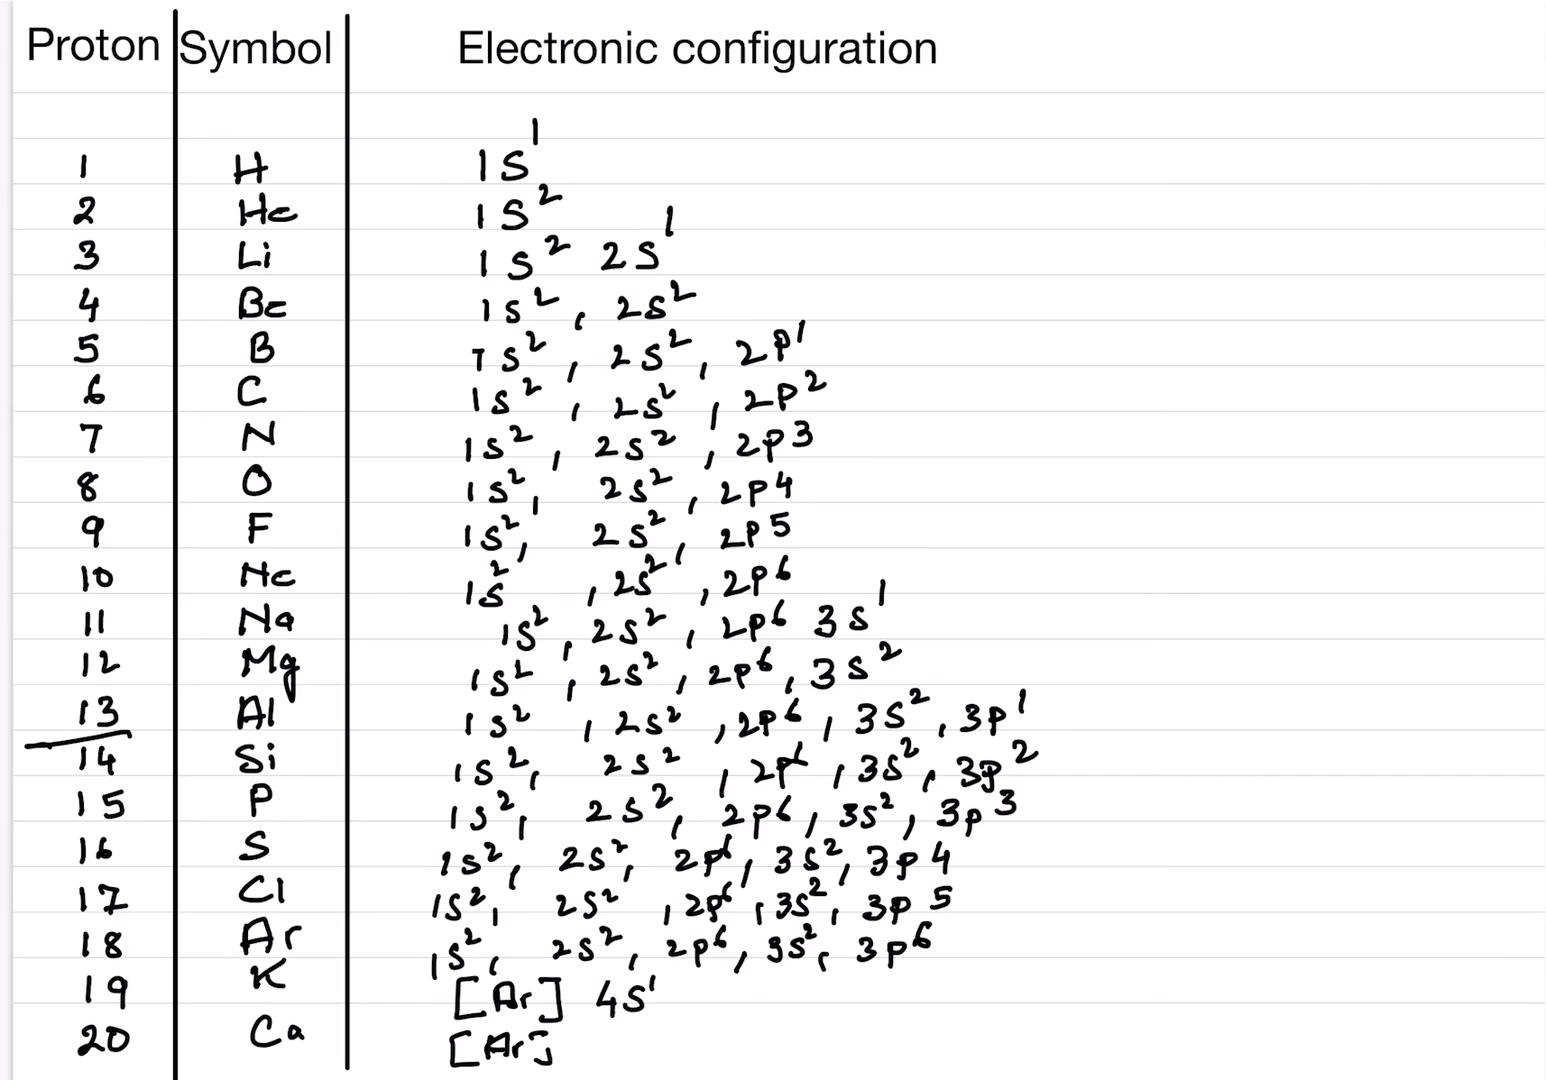 Proton Symbol Electronic configuration
1 H 1s¹
2 He 1s²
3 Li 1s² 2s¹
4 Be 1s², 2s²
5 B 1s², 2s², 2p¹
6 C 1s², 2s², 2p²
7 N 1s², 2s², 2p³
8 O 1s², 2s², 2p⁴
9 F 1s², 2s², 2p⁵
10 Ne 1s², 2s², 2p⁶
11 Na 1s², 2s², 2p⁶ 3s¹
12 Mg 1s², 2s², 2p⁶, 3s²
13 Al 1s², 2s², 2p⁶, 3s², 3p¹
14 Si 1s², 2s², 2p⁶, 3s², 3p²
15 P 1s², 2s², 2p⁶, 3s², 3p³
16 S 1s², 2s², 2p⁶, 3s², 3p⁴
17 Cl 1s², 2s², 2p⁶, 3s², 3p⁵
18 Ar 1s², 2s², 2p⁶, 3s², 3p⁶
19 K [Ar] 4s¹
20 Ca [Ar]